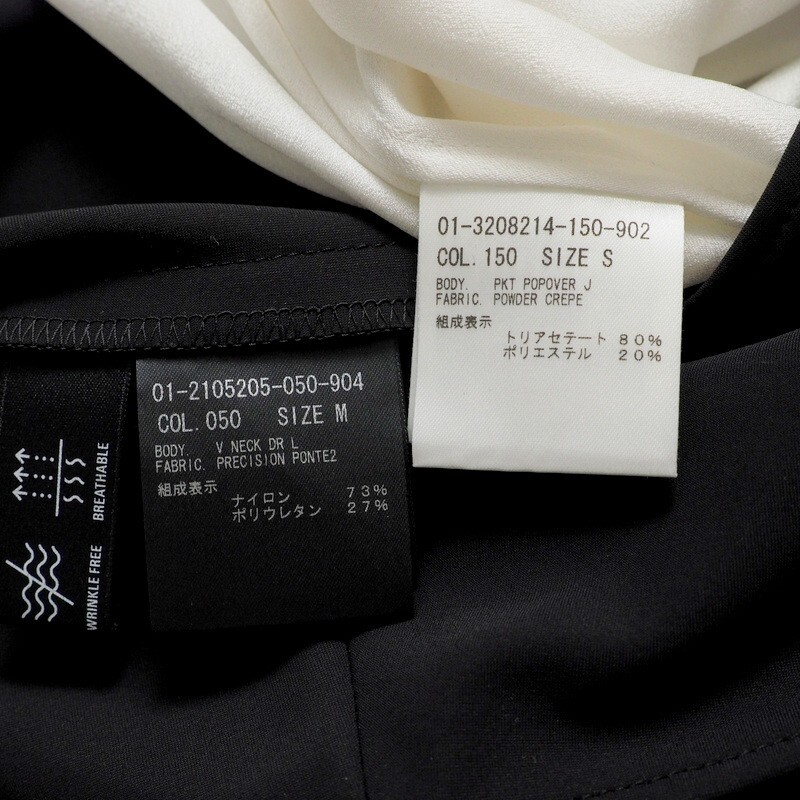 01-3208214-150-902
COL. 150 SIZE S
BODY. PKT POPOVER J
FABRIC. POWDER CREPE
組成表示
トリアセテート 80%
ポリエステル 20%
01-2105205-050-904
COL. 050 SIZE M
BODY. V NECK DR L
FABRIC. PRECISION PONTE2
組成表示
ナイロン 73%
ポリウレタン 27%
BREATHABLE
WRINKLE FREE